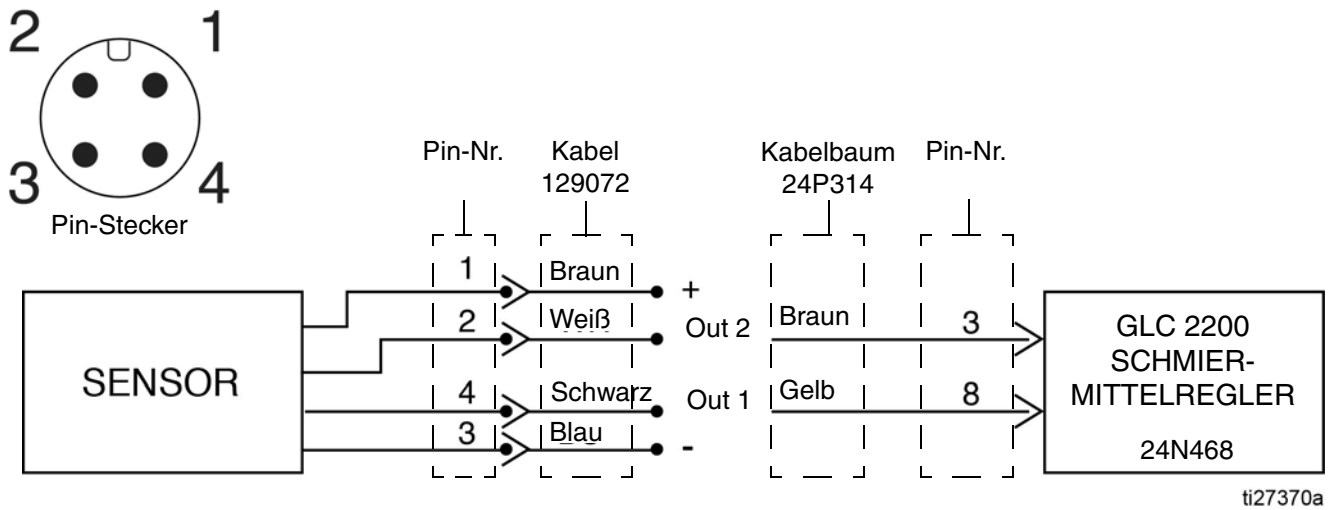 2 1
3 4
Pin-Stecker
Pin-Nr. Kabel Kabelbaum Pin-Nr.
129072 24P314
1 Braun +
2 Weiß Out 2 Braun 3
4 Schwarz Out 1 Gelb 8
3 Blau -
SENSOR
GLC 2200
SCHMIER-
MITTELREGLER
24N468
ti27370a